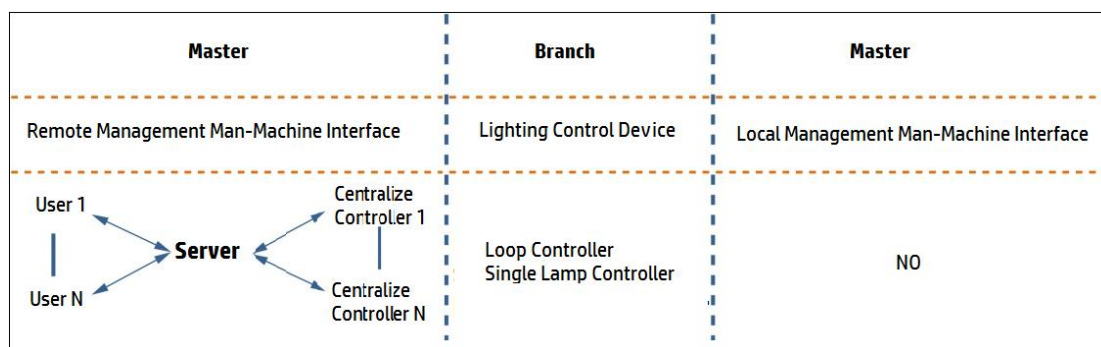 Master
Branch
Master
Remote Management Man-Machine Interface
Lighting Control Device
Local Management Man-Machine Interface
User 1
User N
Server
Centralize
Controller 1
Centralize
Controller N
Loop Controller
Single Lamp Controller
NO